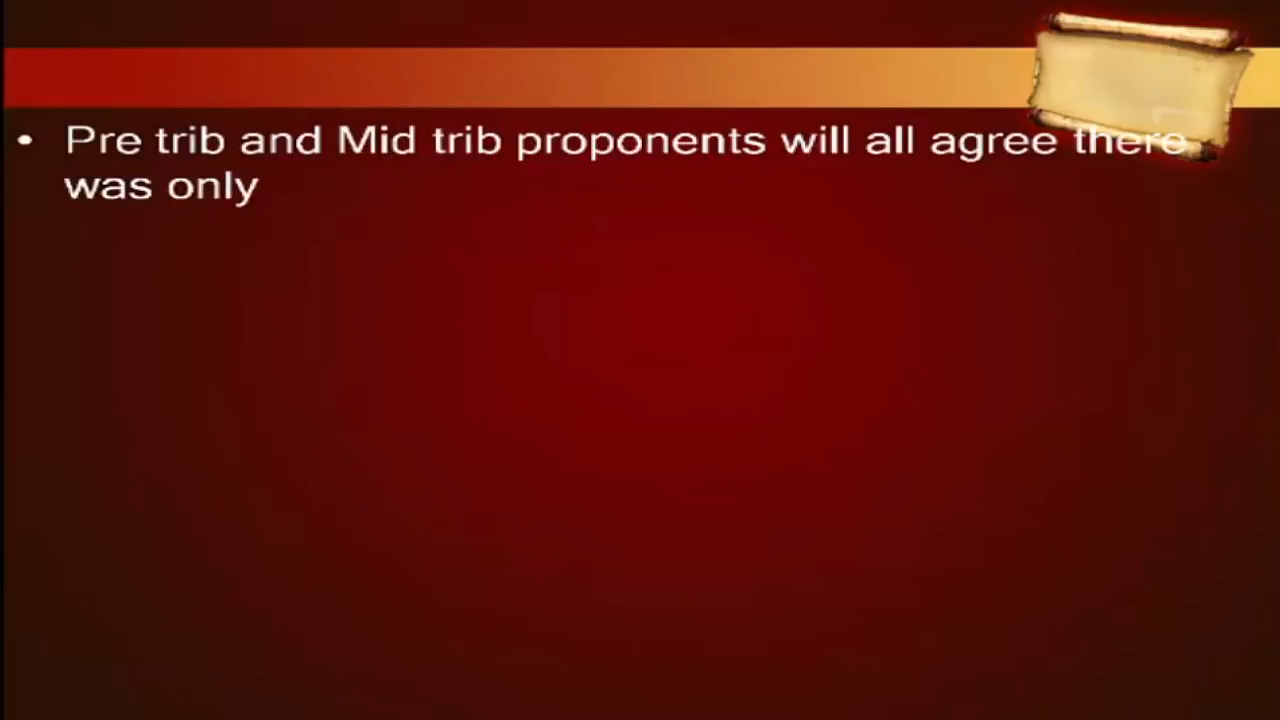 • Pre trib and Mid trib proponents will all agree there
was only